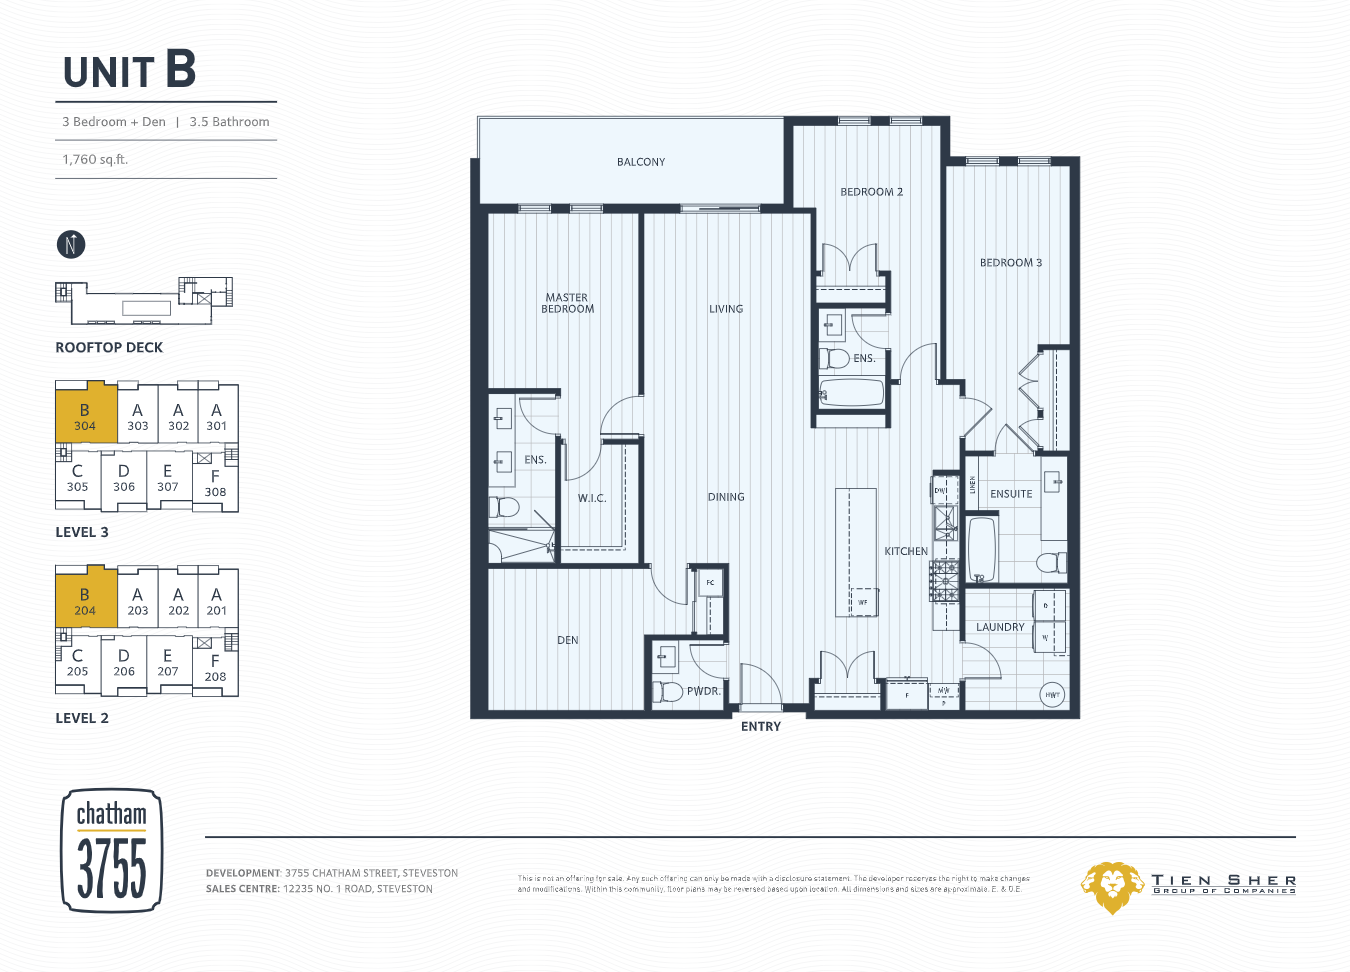 UNIT B
3 Bedroom + Den | 3.5 Bathroom
1,760 sq.ft.
N
ROOFTOP DECK
B
304
A
303
A
302
A
301
C
305
D
306
E
307
F
308
LEVEL 3
B
204
A
203
A
202
A
201
C
205
D
206
E
207
F
208
LEVEL 2
BALCONY
BEDROOM 2
BEDROOM 3
MASTER
BEDROOM
LIVING
ENS.
ENS.
W.I.C.
DINING
DW
LINEN
ENSUITE
KITCHEN
FC
WF
D
W
LAUNDRY
DEN
PWDR.
F
MW
P
HWT
ENTRY
chatham
3755
DEVELOPMENT: 3755 CHATHAM STREET, STEVESTON
SALES CENTRE: 12235 NO. 1 ROAD, STEVESTON
This is not an offering for sale. Any such offering can only be made with a disclosure statement. The developer reserves the right to make changes
and modifications. Within this community, floor plans may be reversed based upon location. All dimensions and sizes are approximate. E. & O.E.
TIEN SHER
GROUP OF COMPANIES